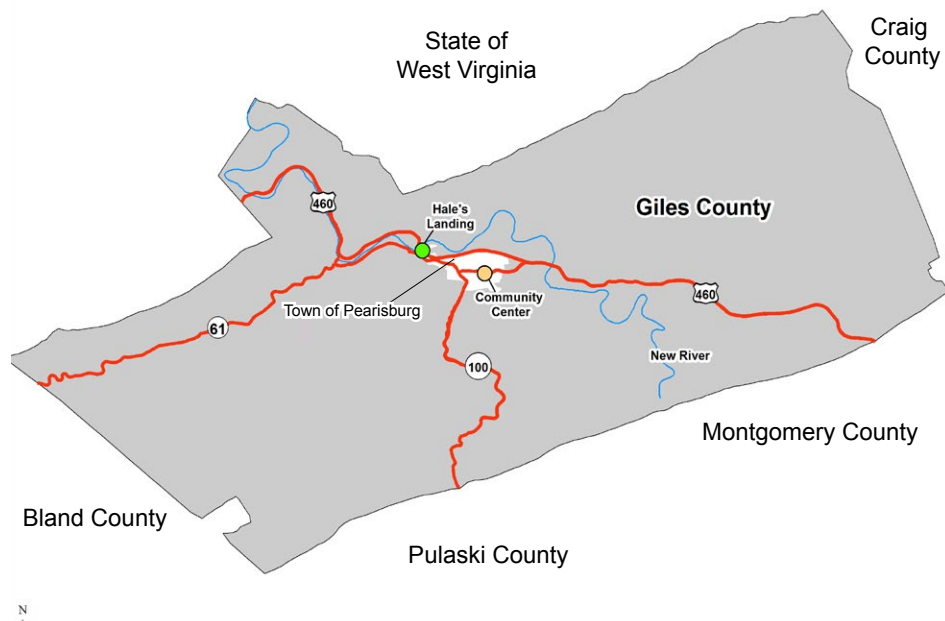 Craig
County
State of
West Virginia
460
Hale's
Landing
Giles County
Town of Pearisburg
Community
Center
460
61
New River
100
Montgomery County
Bland County
Pulaski County
N